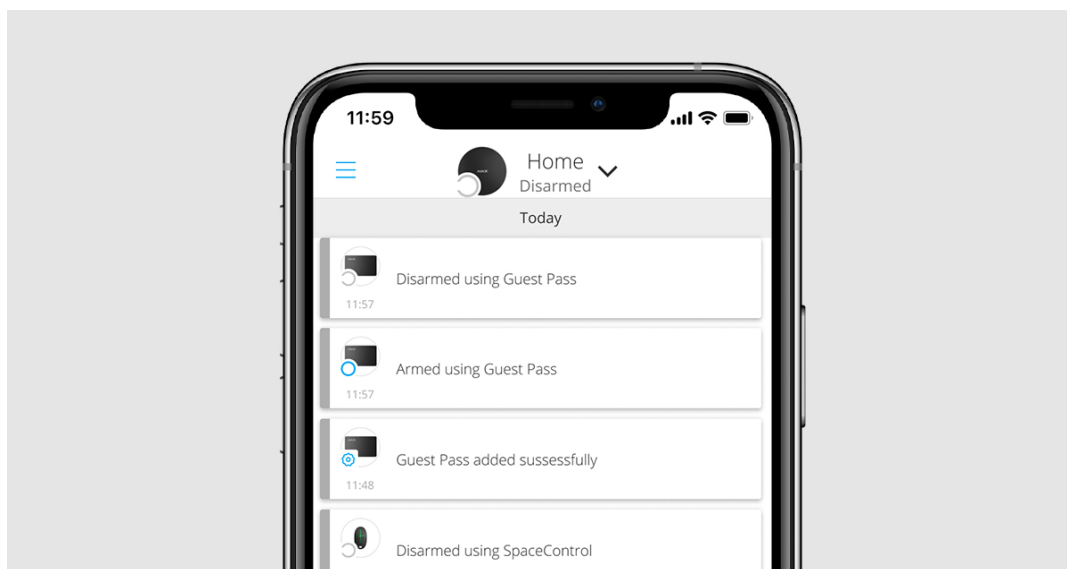 11:59
Home
Disarmed
Today
Disarmed using Guest Pass
11:57
Armed using Guest Pass
11:57
Guest Pass added sussessfully
11:48
Disarmed using SpaceControl